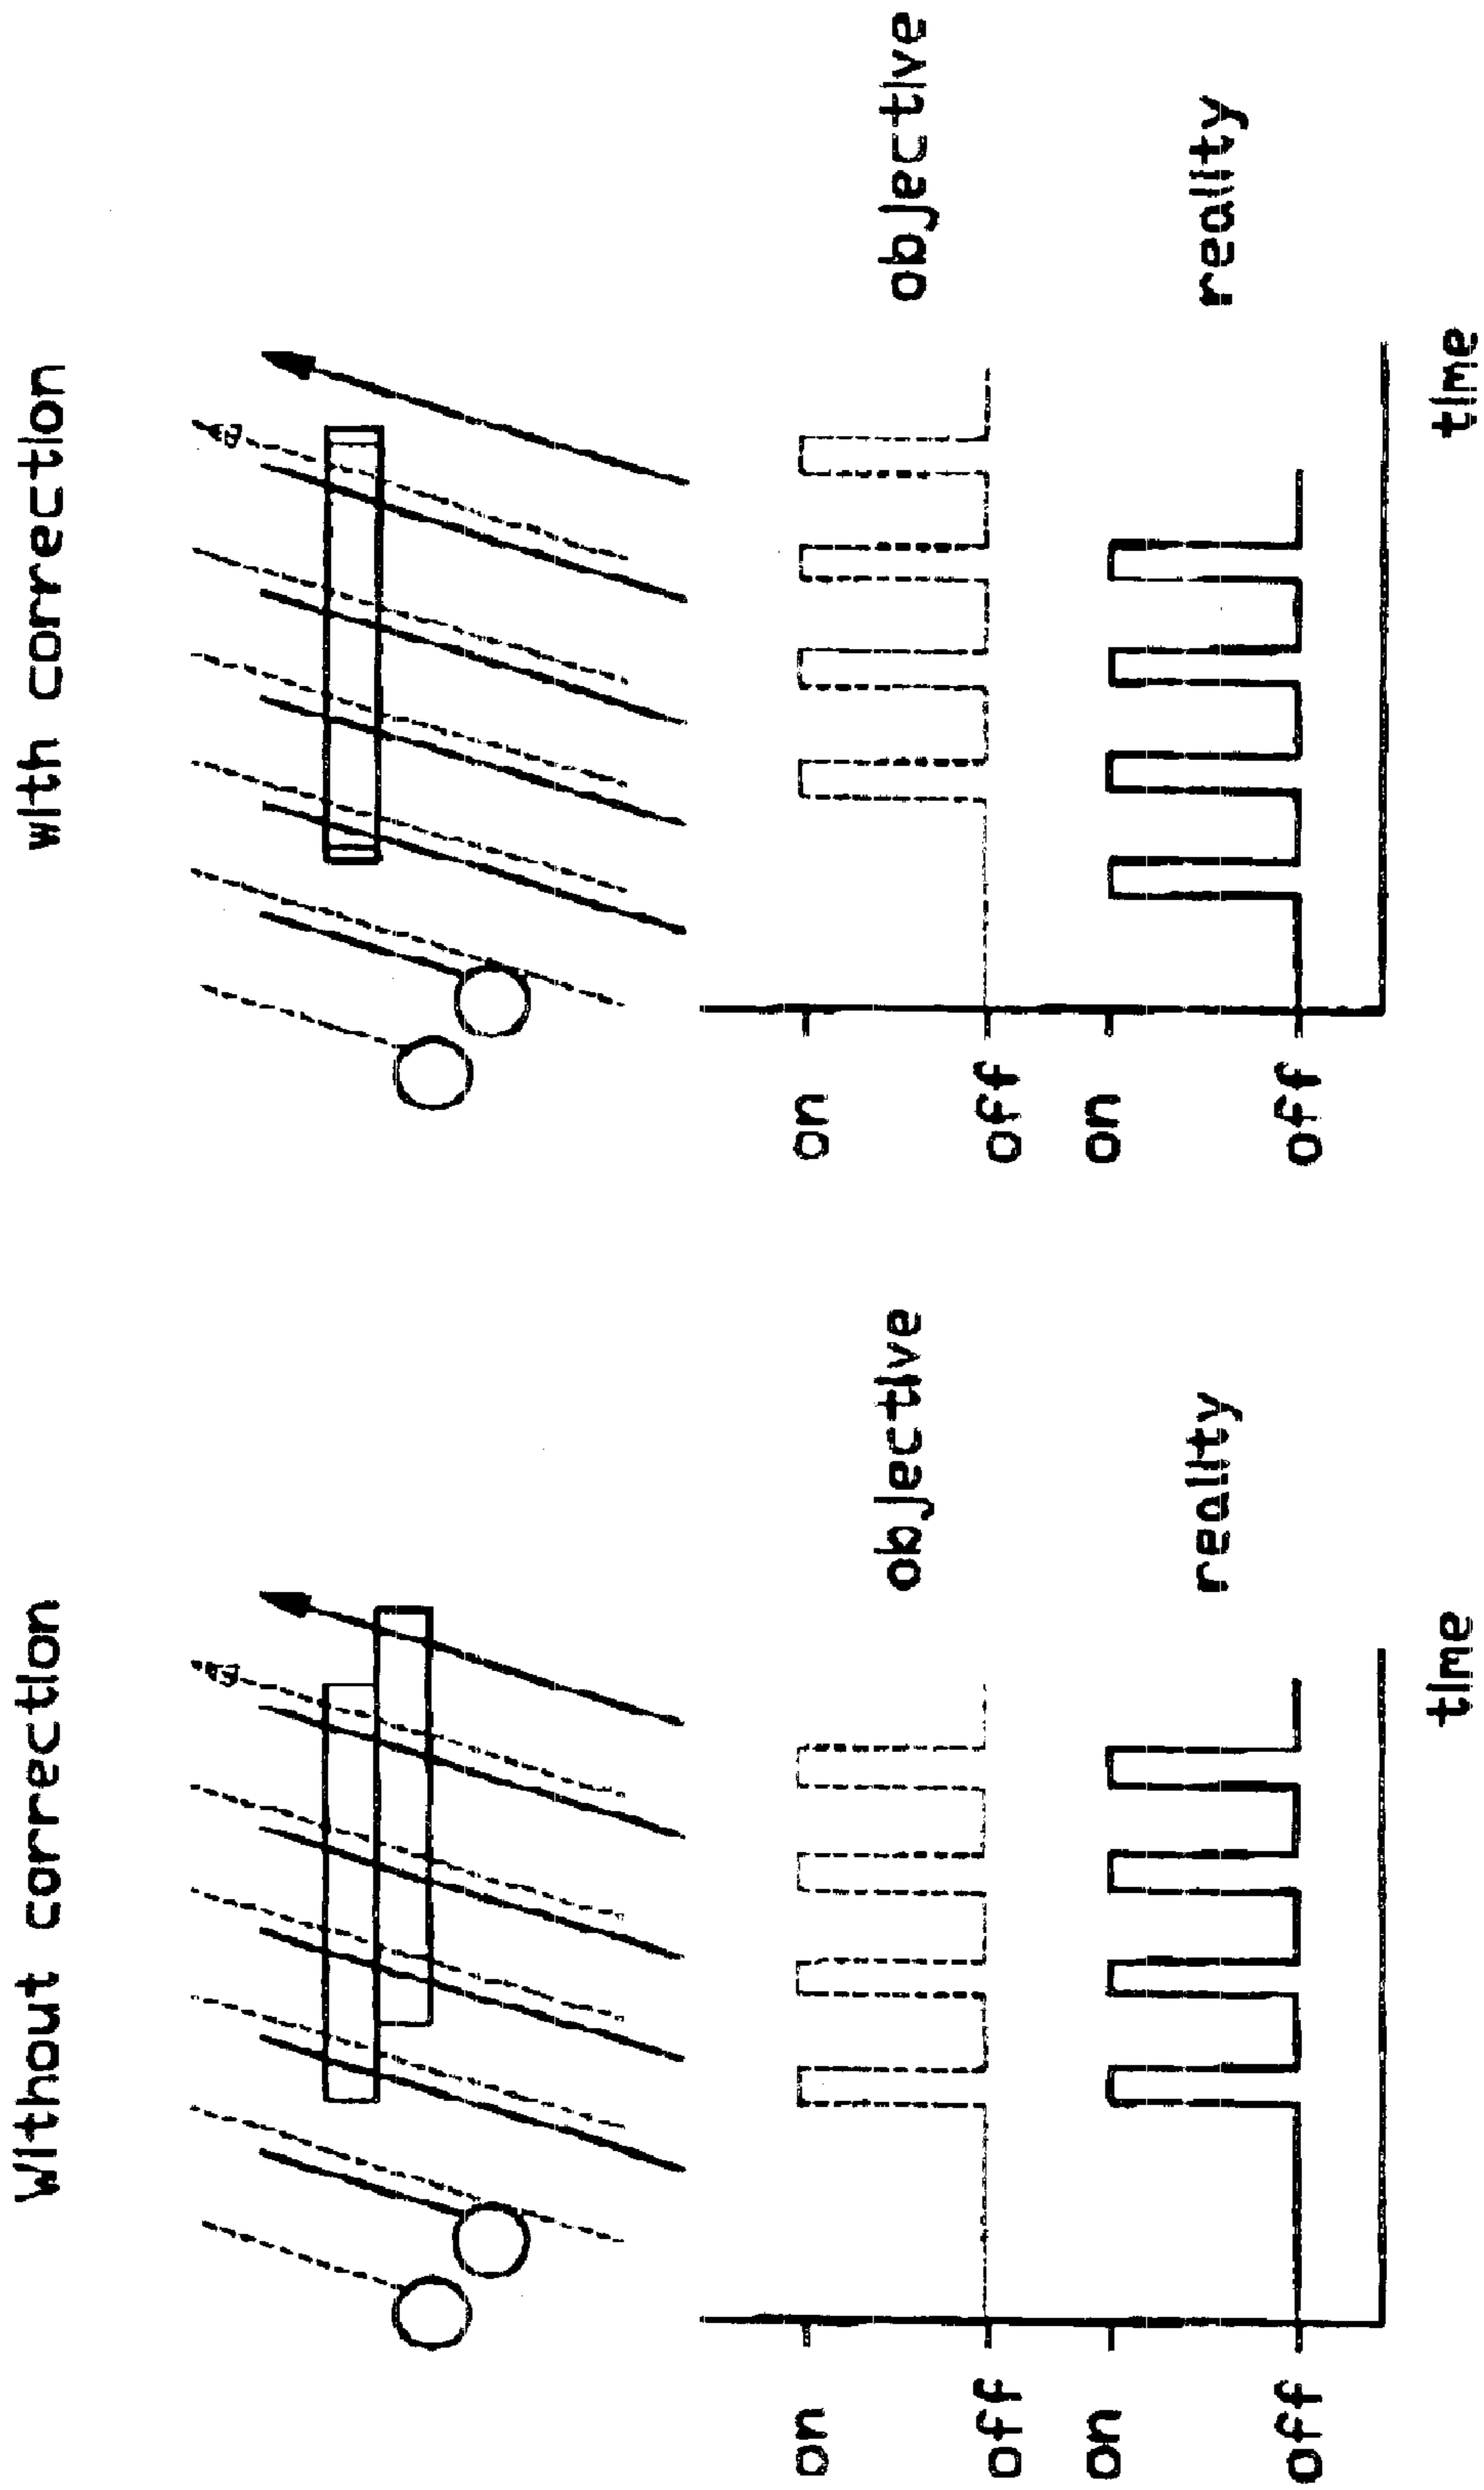 Without correction
on
objective
off
on
reality
off
time
with correction
on
objective
off
on
reality
off
time